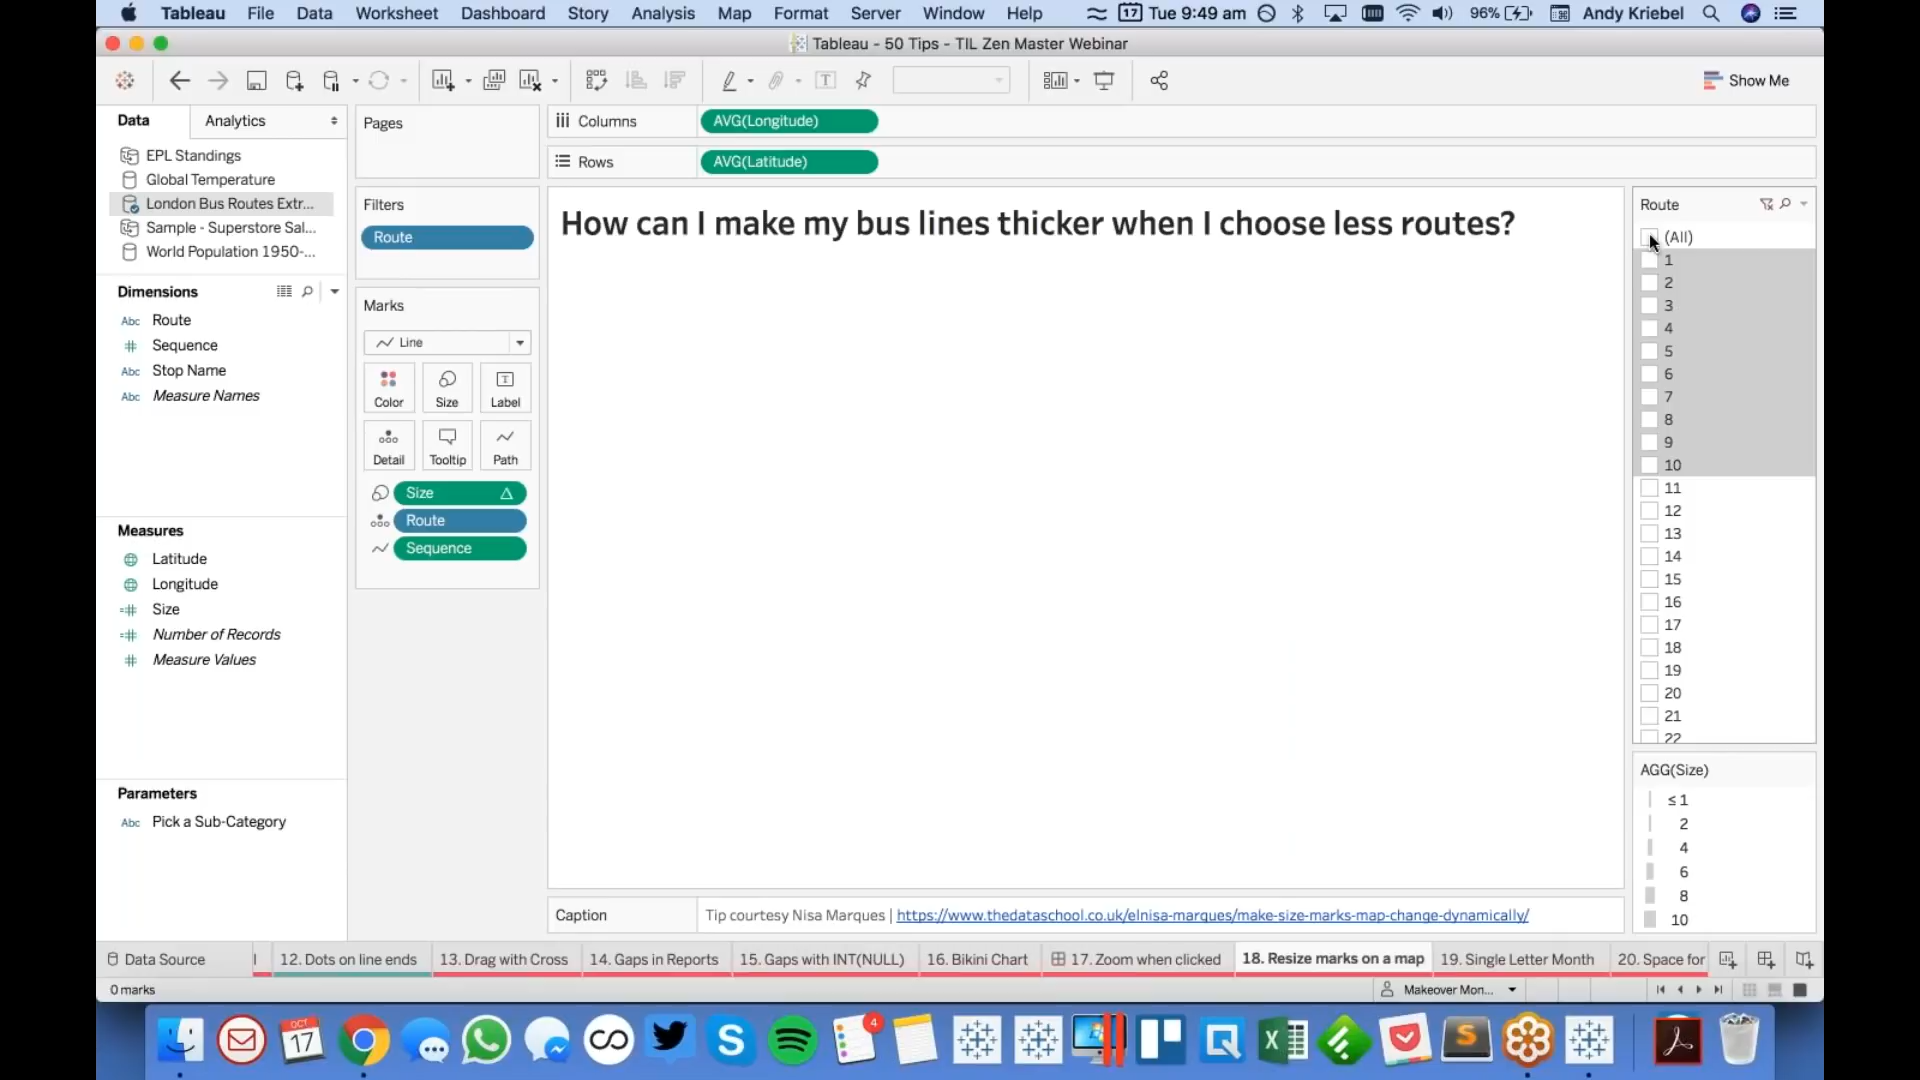 Tableau File Data Worksheet Dashboard Story Analysis Map Format Server Window Help 17 Tue 9:49 am 96% Andy Kriebel
Tableau - 50 Tips - TIL Zen Master Webinar
Show Me
Data Analytics
EPL Standings
Global Temperature
London Bus Routes Extr...
Sample - Superstore Sal...
World Population 1950-...
Dimensions
Abc Route
Sequence
Abc Stop Name
Abc Measure Names
Measures
Latitude
Longitude
Size
Number of Records
Measure Values
Parameters
Abc Pick a Sub-Category
Pages
Filters
Route
Marks
Line
Color Size Label
Detail Tooltip Path
Size
Route
Sequence
Columns AVG(Longitude)
Rows AVG(Latitude)
How can I make my bus lines thicker when I choose less routes?
Caption Tip courtesy Nisa Marques | https://www.thedataschool.co.uk/elnisa-marques/make-size-marks-map-change-dynamically/
Route
(All)
1
2
3
4
5
6
7
8
9
10
11
12
13
14
15
16
17
18
19
20
21
22
AGG(Size)
≤ 1
2
4
6
8
10
Data Source 12. Dots on line ends 13. Drag with Cross 14. Gaps in Reports 15. Gaps with INT(NULL) 16. Bikini Chart 17. Zoom when clicked 18. Resize marks on a map 19. Single Letter Month 20. Space for
0 marks Makeover Mon...
OCT
17
4